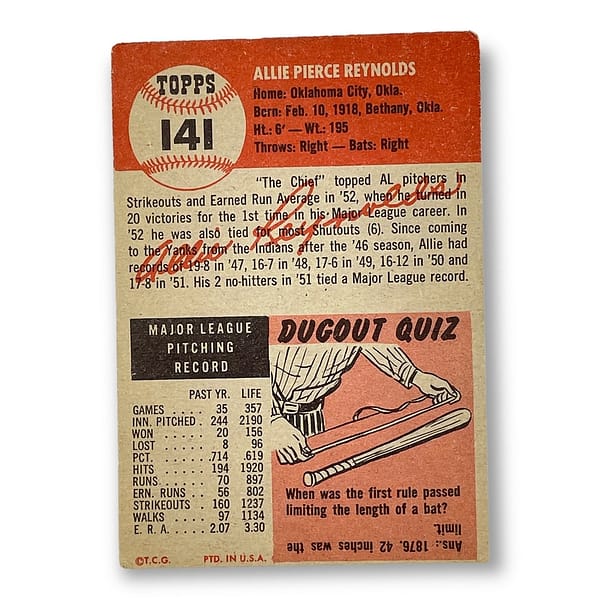 TOPPS
141
ALLIE PIERCE REYNOLDS
Home: Oklahoma City, Okla.
Born: Feb. 10, 1918, Bethany, Okla.
Ht.: 6' — Wt.: 195
Throws: Right — Bats: Right
"The Chief" topped AL pitchers in
Strikeouts and Earned Run Average in '52, when he turned in
20 victories for the 1st time in his Major League career. In
'52 he was also tied for most shutouts (6). Since coming
to the Yanks from the Indians after the '46 season, Allie had
records of 19-8 in '47, 16-7 in '48, 17-6 in '49, 16-12 in '50 and
17-8 in '51. His 2 no-hitters in '51 tied a Major League record.
Allie Reynolds
MAJOR LEAGUE
PITCHING
RECORD
PAST YR. LIFE
GAMES 35 357
INN. PITCHED . 244 2190
WON 20 156
LOST 8 96
PCT. .714 .619
HITS 194 1920
RUNS 70 897
ERN. RUNS 56 802
STRIKEOUTS 160 1237
WALKS 97 1134
E. R. A. 2.07 3.30
©T.C.G. PTD. IN U.S.A.
DUGOUT QUIZ
When was the first rule passed
limiting the length of a bat?
Ans.: 1876. 42 inches was the
limit.